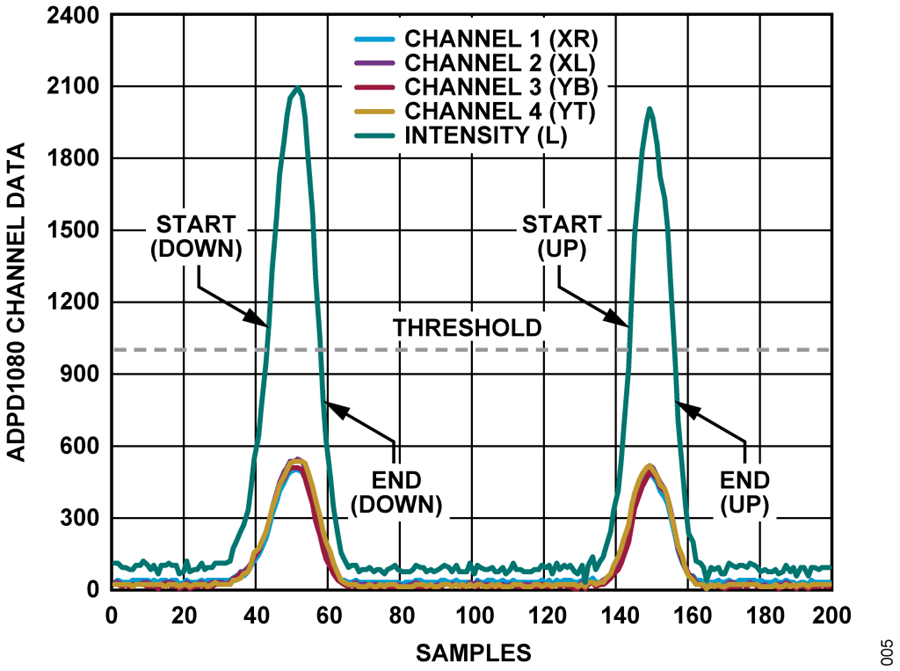 2400
2100
1800
1500
1200
900
600
300
0
ADPD1080 CHANNEL DATA
CHANNEL 1 (XR)
CHANNEL 2 (XL)
CHANNEL 3 (YB)
CHANNEL 4 (YT)
INTENSITY (L)
START
(DOWN)
START
(UP)
THRESHOLD
END
(DOWN)
END
(UP)
0
20
40
60
80
100
120
140
160
180
200
SAMPLES
005